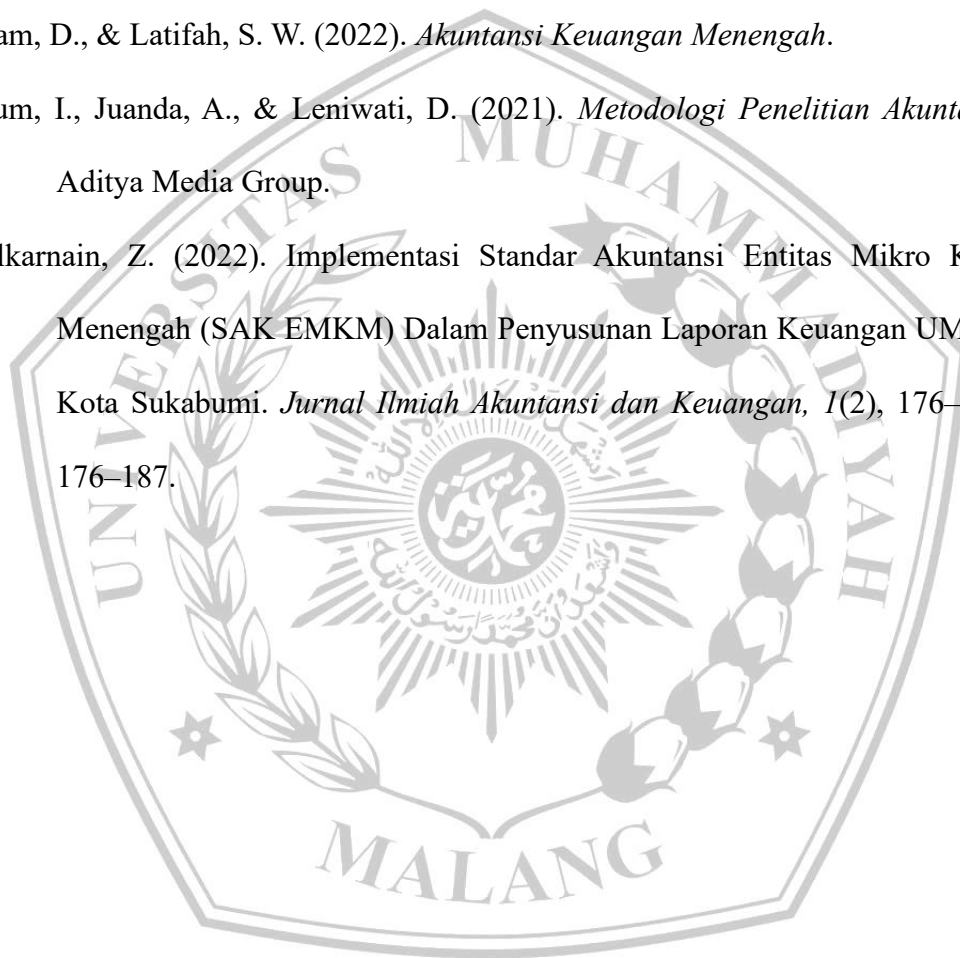 am, D., & Latifah, S. W. (2022). Akuntansi Keuangan Menengah.
um, I., Juanda, A., & Leniwati, D. (2021). Metodologi Penelitian Akunta
Aditya Media Group.
lkarnain, Z. (2022). Implementasi Standar Akuntansi Entitas Mikro K
Menengah (SAK EMKM) Dalam Penyusunan Laporan Keuangan UM
Kota Sukabumi. Jurnal Ilmiah Akuntansi dan Keuangan, 1(2), 176–
176–187.
UNIVERSITAS MUHAMMADIYAH
MALANG